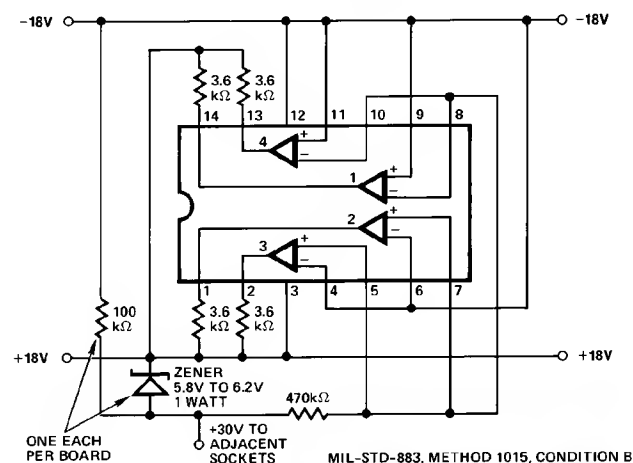 -18V -18V
3.6 kΩ 3.6 kΩ
14 13 12 11 10 9 8
4 + -
1 + -
2 + -
3 + -
1 2 3 4 5 6 7
100 kΩ 3.6 kΩ 3.6 kΩ
+18V +18V
ZENER
5.8V TO 6.2V
1 WATT
470kΩ
ONE EACH
PER BOARD
+30V TO
ADJACENT
SOCKETS
MIL-STD-883, METHOD 1015, CONDITION B